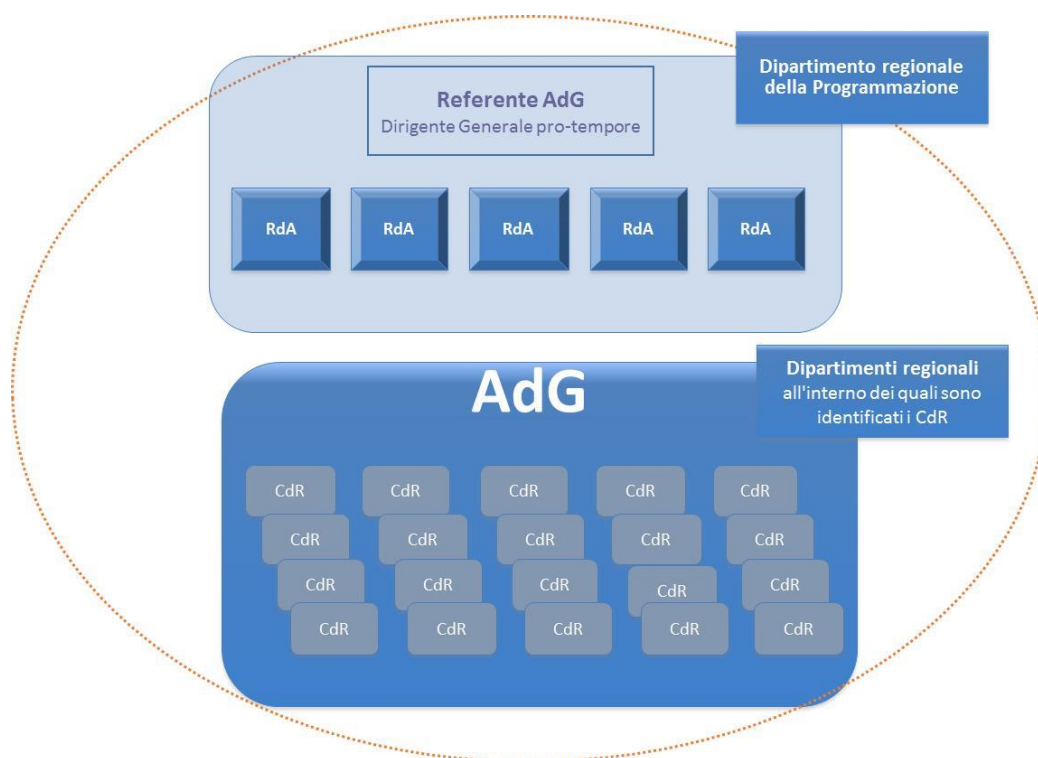 Dipartimento regionale
della Programmazione
Referente AdG
Dirigente Generale pro-tempore
RdA RdA RdA RdA RdA
AdG
Dipartimenti regionali
all'interno dei quali sono
identificati i CdR
CdR CdR CdR CdR CdR
CdR CdR CdR CdR CdR
CdR CdR CdR CdR CdR
CdR CdR CdR CdR CdR